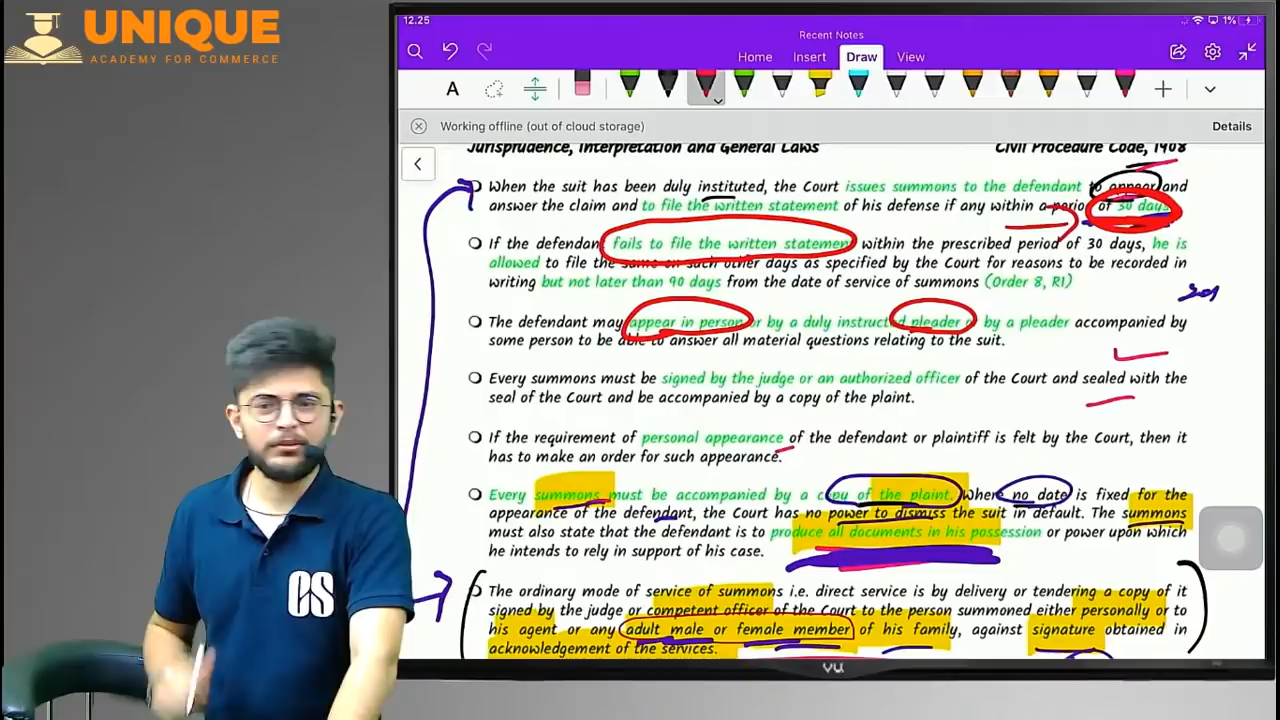 UNIQUE
ACADEMY FOR COMMERCE
12.25
1%
Recent Notes
Home Insert Draw View
A
Working offline (out of cloud storage)
Details
Jurisprudence, Interpretation and General Laws
Civil Procedure Code, 1908
When the suit has been duly instituted, the Court issues summons to the defendant to appear and
answer the claim and to file the written statement of his defense if any within a period of 30 days.
If the defendant fails to file the written statement within the prescribed period of 30 days, he is
allowed to file the same on such other days as specified by the Court for reasons to be recorded in
writing but not later than 90 days from the date of service of summons (Order 8, R1)
The defendant may appear in person or by a duly instructed pleader or by a pleader accompanied by
some person to be able to answer all material questions relating to the suit.
Every summons must be signed by the judge or an authorized officer of the Court and sealed with the
seal of the Court and be accompanied by a copy of the plaint.
If the requirement of personal appearance of the defendant or plaintiff is felt by the Court, then it
has to make an order for such appearance.
Every summons must be accompanied by a copy of the plaint. Where no date is fixed for the
appearance of the defendant, the Court has no power to dismiss the suit in default. The summons
must also state that the defendant is to produce all documents in his possession or power upon which
he intends to rely in support of his case.
The ordinary mode of service of summons i.e. direct service is by delivery or tendering a copy of it
signed by the judge or competent officer of the Court to the person summoned either personally or to
his agent or any adult male or female member of his family, against signature obtained in
acknowledgement of the services.
CS
VU